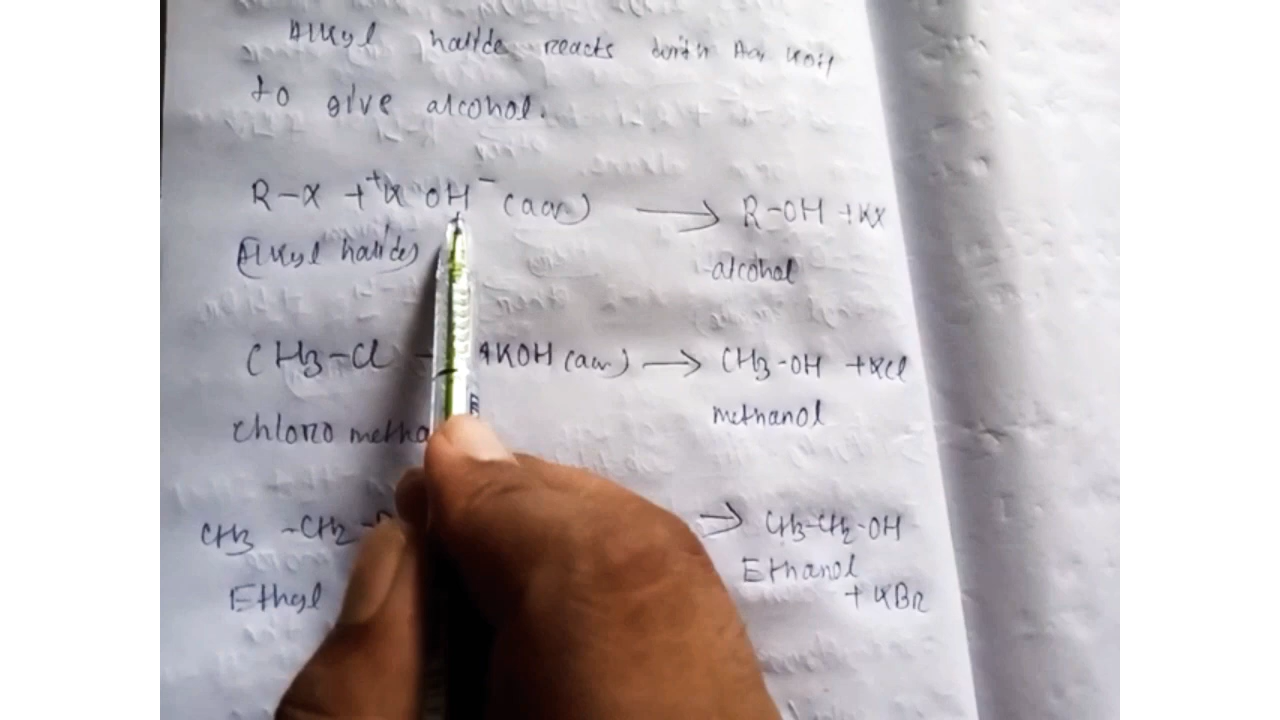 Alkyl halide reacts with Aq KOH
to give alcohol.
R-X + +K OH- (aq) → R-OH + KX
(Alkyl halides) alcohol
CH3-Cl KOH (aq) → CH3-OH + KCl
chloro methanol
CH3-CH2- → CH3-CH2-OH
Ethyl Ethanol
+ KBr